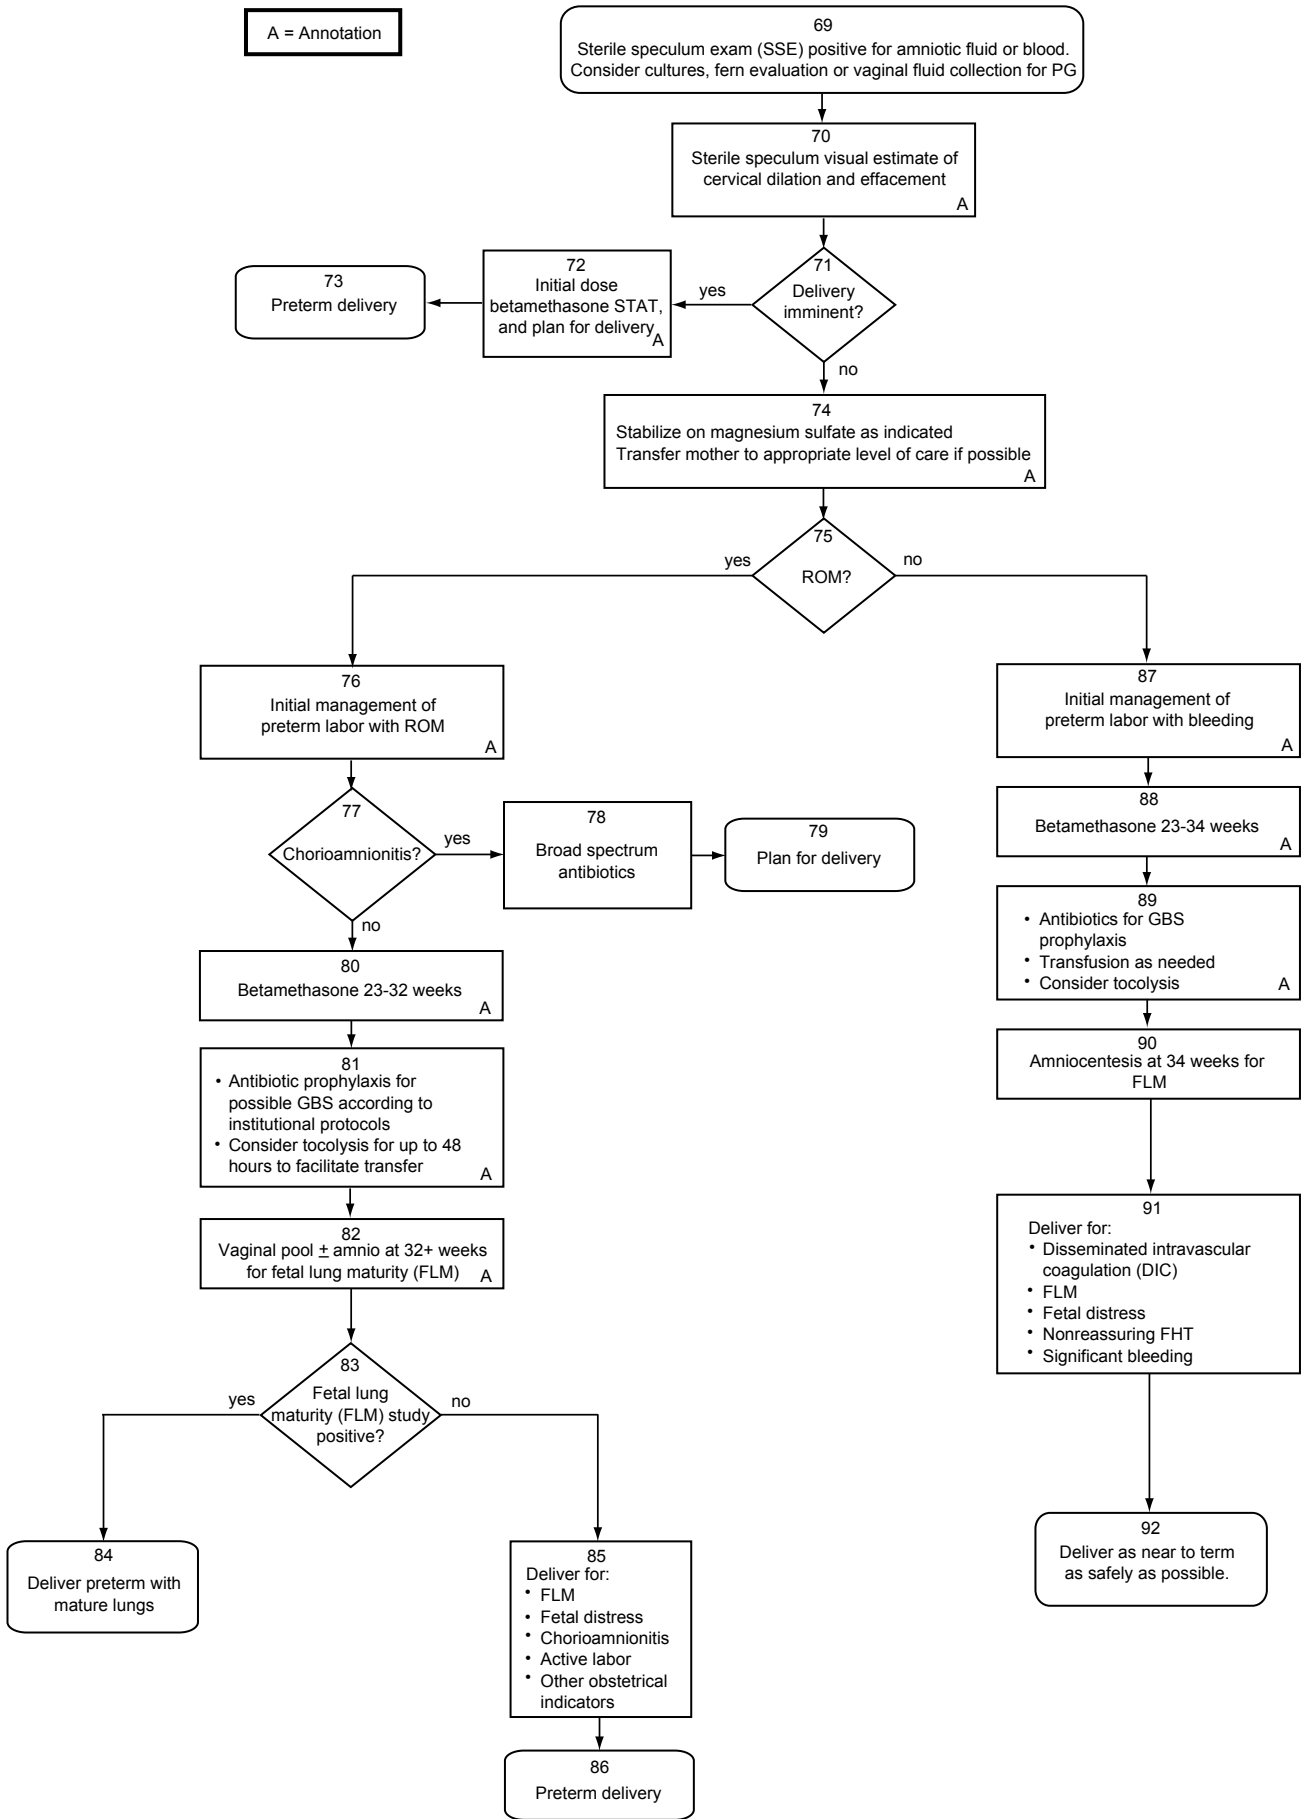 A = Annotation
69
Sterile speculum exam (SSE) positive for amniotic fluid or blood.
Consider cultures, fern evaluation or vaginal fluid collection for PG
70
Sterile speculum visual estimate of
cervical dilation and effacement
A
71
Delivery
imminent?
yes
72
Initial dose
betamethasone STAT,
and plan for delivery
A
73
Preterm delivery
no
74
Stabilize on magnesium sulfate as indicated
Transfer mother to appropriate level of care if possible
A
75
ROM?
yes
no
76
Initial management of
preterm labor with ROM
A
77
Chorioamnionitis?
yes
78
Broad spectrum
antibiotics
79
Plan for delivery
no
80
Betamethasone 23-32 weeks
A
81
• Antibiotic prophylaxis for
possible GBS according to
institutional protocols
• Consider tocolysis for up to 48
hours to facilitate transfer
A
82
Vaginal pool ± amnio at 32+ weeks
for fetal lung maturity (FLM)
A
83
Fetal lung
maturity (FLM) study
positive?
yes
no
84
Deliver preterm with
mature lungs
85
Deliver for:
• FLM
• Fetal distress
• Chorioamnionitis
• Active labor
• Other obstetrical
indicators
86
Preterm delivery
87
Initial management of
preterm labor with bleeding
A
88
Betamethasone 23-34 weeks
A
89
• Antibiotics for GBS
prophylaxis
• Transfusion as needed
• Consider tocolysis
A
90
Amniocentesis at 34 weeks for
FLM
91
Deliver for:
• Disseminated intravascular
coagulation (DIC)
• FLM
• Fetal distress
• Nonreassuring FHT
• Significant bleeding
92
Deliver as near to term
as safely as possible.